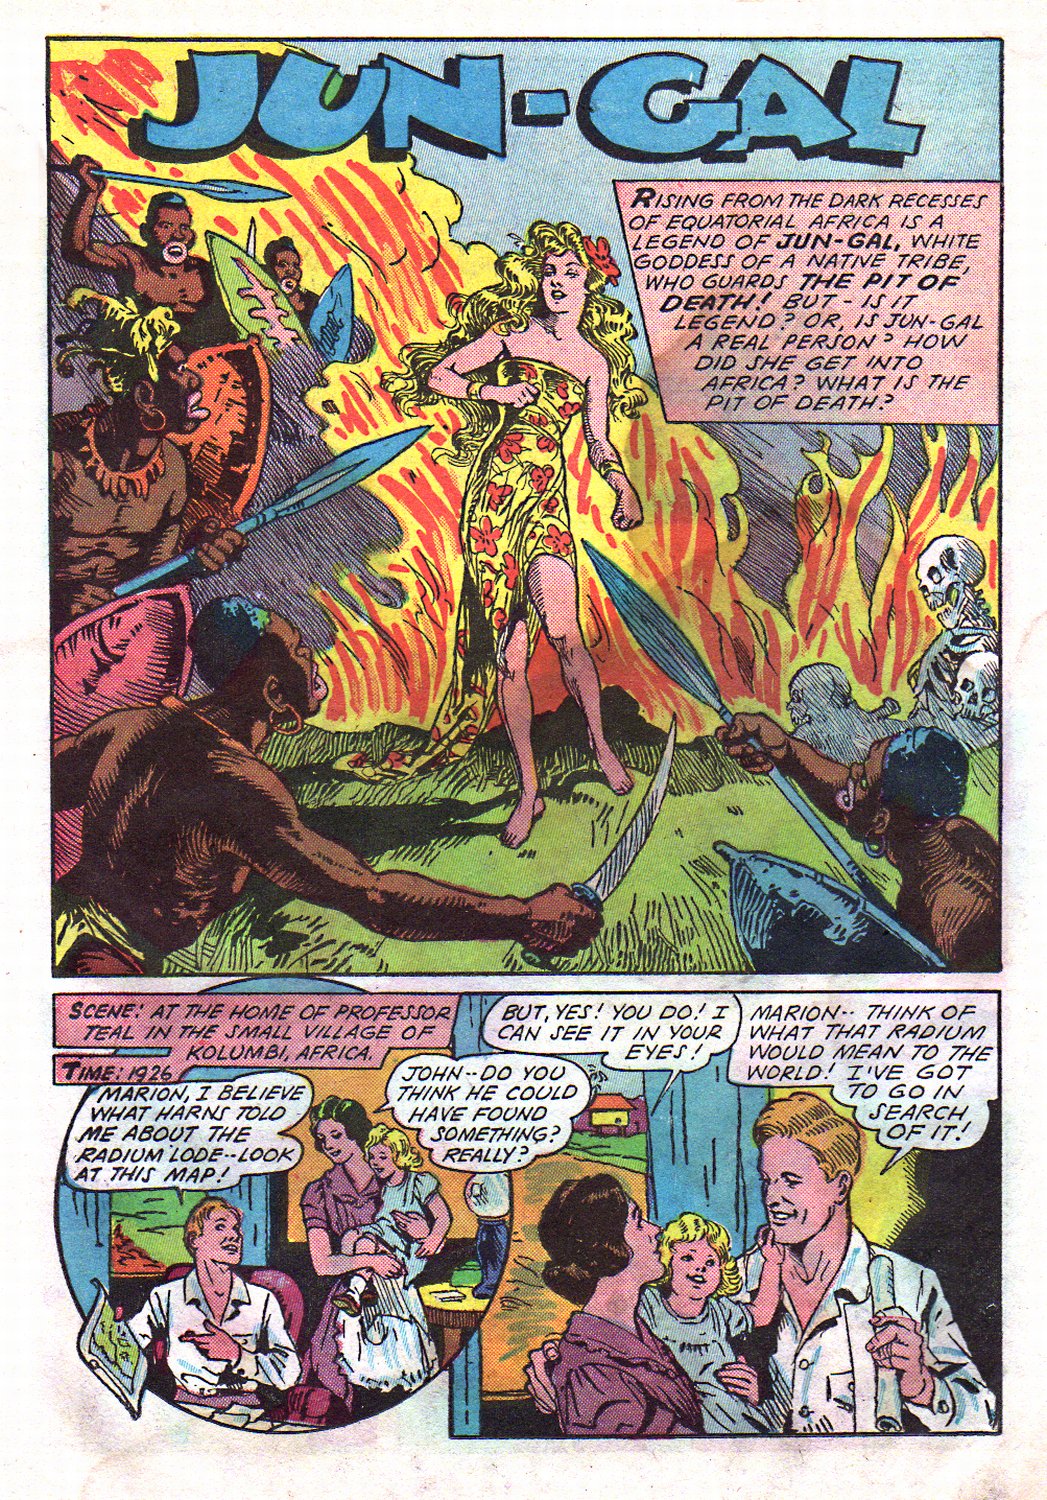 JUN-GAL
RISING FROM THE DARK RECESSES
OF EQUATORIAL AFRICA IS A
LEGEND OF JUN-GAL, WHITE
GODDESS OF A NATIVE TRIBE,
WHO GUARDS THE PIT OF
DEATH! BUT - IS IT
LEGEND? OR, IS JUN-GAL
A REAL PERSON? HOW
DID SHE GET INTO
AFRICA? WHAT IS THE
PIT OF DEATH?
SCENE: AT THE HOME OF PROFESSOR
TEAL IN THE SMALL VILLAGE OF
KOLUMBI, AFRICA.
TIME: 1926
MARION, I BELIEVE
WHAT HARNS TOLD
ME ABOUT THE
RADIUM LODE--LOOK
AT THIS MAP!
JOHN--DO YOU
THINK HE COULD
HAVE FOUND
SOMETHING?
REALLY?
BUT, YES! YOU DO! I
CAN SEE IT IN YOUR
EYES!
MARION-- THINK OF
WHAT THAT RADIUM
WOULD MEAN TO THE
WORLD! I'VE GOT
TO GO IN
SEARCH
OF IT!